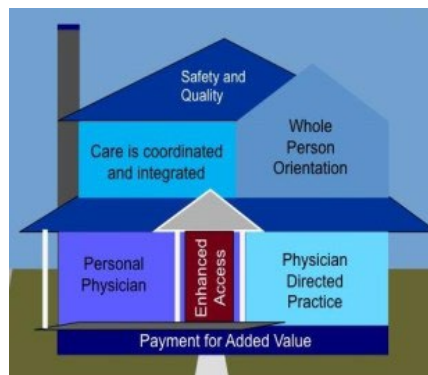 Safety and
Quality
Care is coordinated
and integrated
Whole
Person
Orientation
Personal
Physician
Enhanced
Access
Physician
Directed
Practice
Payment for Added Value